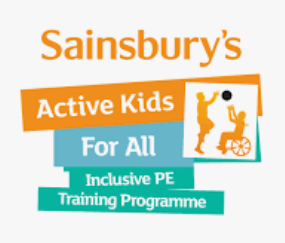 Sainsbury's
Active Kids
For All
Inclusive PE
Training Programme